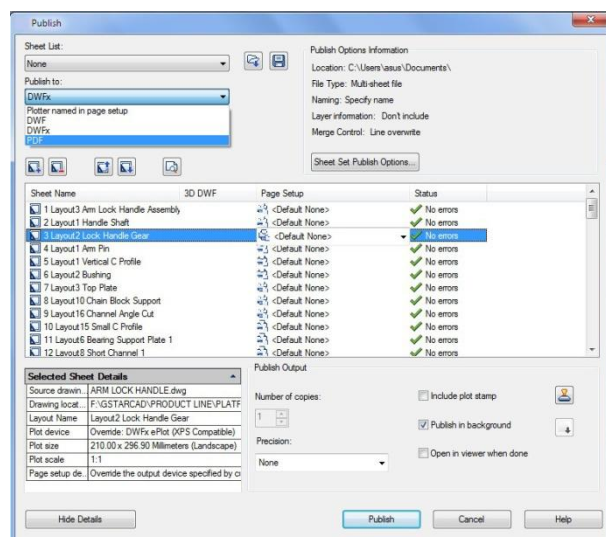 Publish
Sheet List:
None
Publish to:
DWFx
Plotter named in page setup
DWF
DWFx
PDF
Publish Options Information
Location: C:\Users\asus\Documents\
File Type: Multi-sheet file
Naming: Specify name
Layer information: Don't include
Merge Control: Line overwrite
Sheet Set Publish Options...
Sheet Name 3D DWF Page Setup Status
1 Layout3 Arm Lock Handle Assembly <Default None> No errors
2 Layout1 Handle Shaft <Default None> No errors
3 Layout2 Lock Handle Gear <Default None> No errors
4 Layout1 Arm Pin <Default None> No errors
5 Layout1 Vertical C Profile <Default None> No errors
6 Layout2 Bushing <Default None> No errors
7 Layout3 Top Plate <Default None> No errors
8 Layout10 Chain Block Support <Default None> No errors
9 Layout16 Channel Angle Cut <Default None> No errors
10 Layout15 Small C Profile <Default None> No errors
11 Layout6 Bearing Support Plate 1 <Default None> No errors
12 Layout8 Short Channel 1 <Default None> No errors
Selected Sheet Details
Source drawin... ARM LOCK HANDLE.dwg
Drawing locat... F:\GSTARCAD\PRODUCT LINE\PLATF
Layout Name Layout2 Lock Handle Gear
Plot device Override: DWFx ePlot (XPS Compatible)
Plot size 210.00 x 296.90 Millimeters (Landscape)
Plot scale 1:1
Page setup de... Override the output device specified by
Publish Output
Number of copies:
1
Precision:
None
Include plot stamp
Publish in background
Open in viewer when done
Hide Details
Publish
Cancel
Help